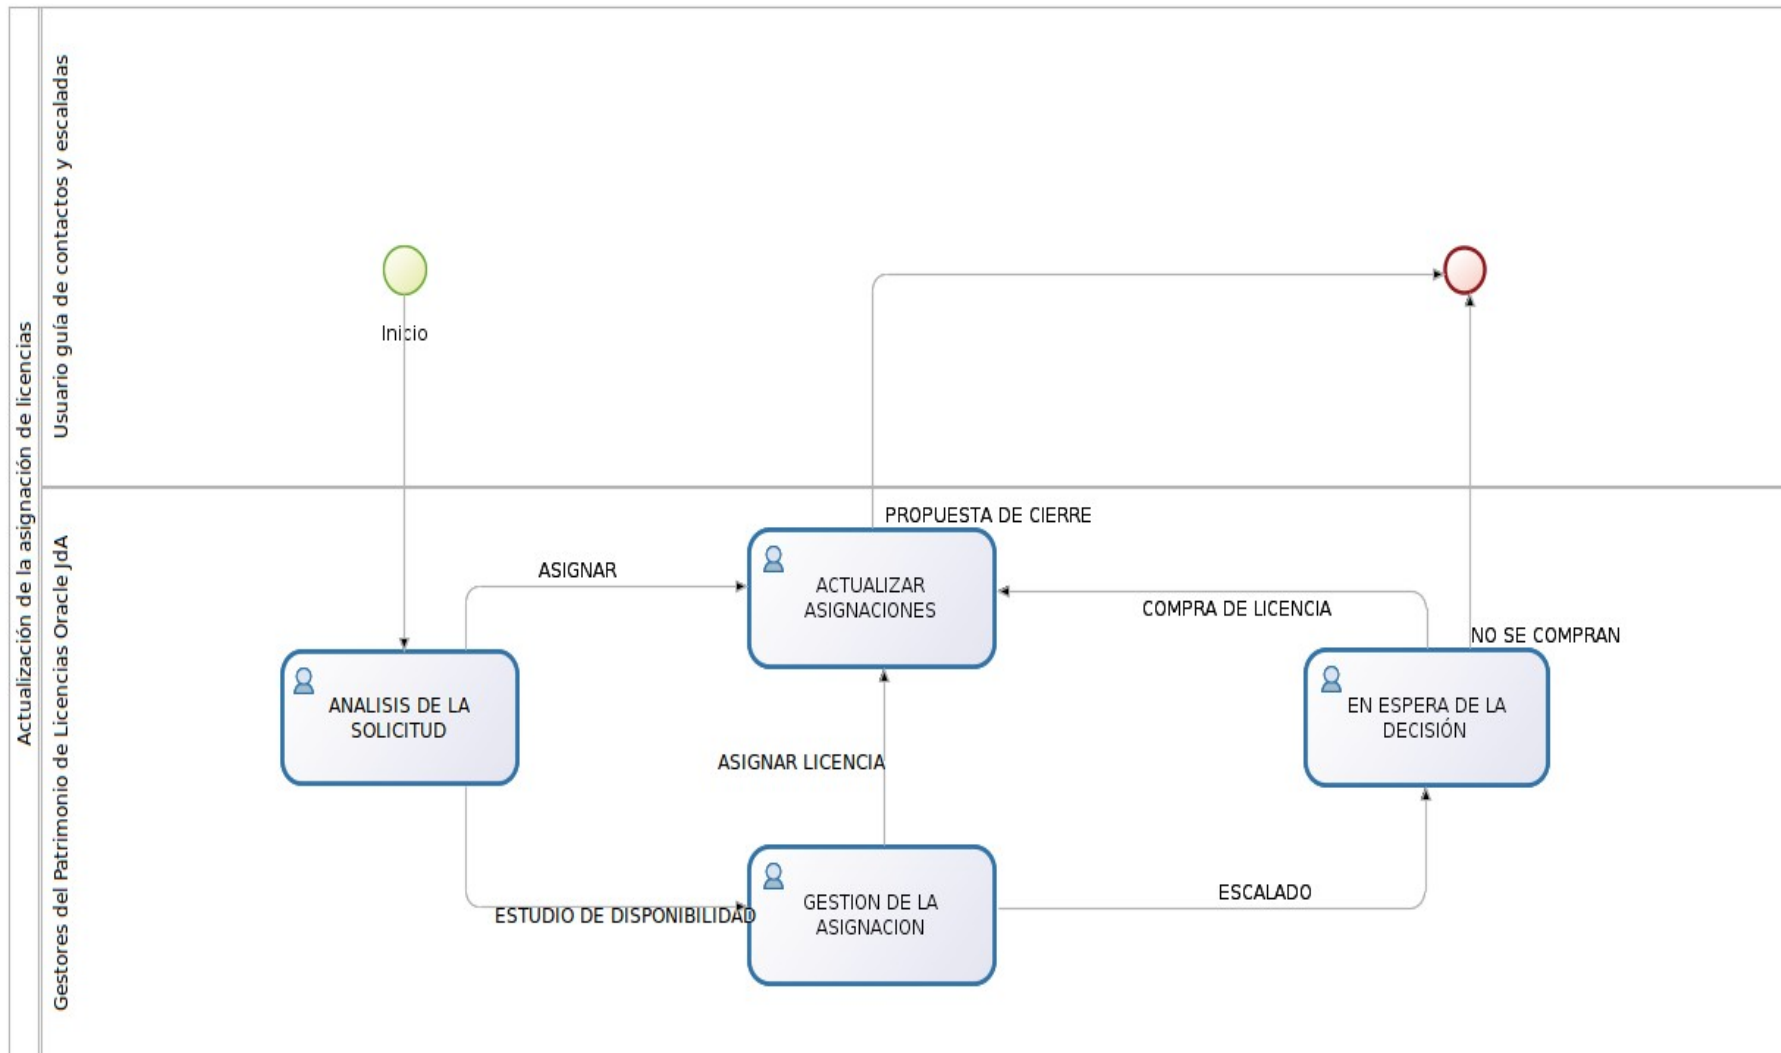 Actualización de la asignación de licencias
Usuario guía de contactos y escaladas
Gestores del Patrimonio de Licencias Oracle JdA
Inicio
PROPUESTA DE CIERRE
ASIGNAR
ACTUALIZAR
ASIGNACIONES
COMPRA DE LICENCIA
NO SE COMPRAN
ANALISIS DE LA
SOLICITUD
EN ESPERA DE LA
DECISIÓN
ASIGNAR LICENCIA
ESCALADO
ESTUDIO DE DISPONIBILIDAD
GESTION DE LA
ASIGNACION